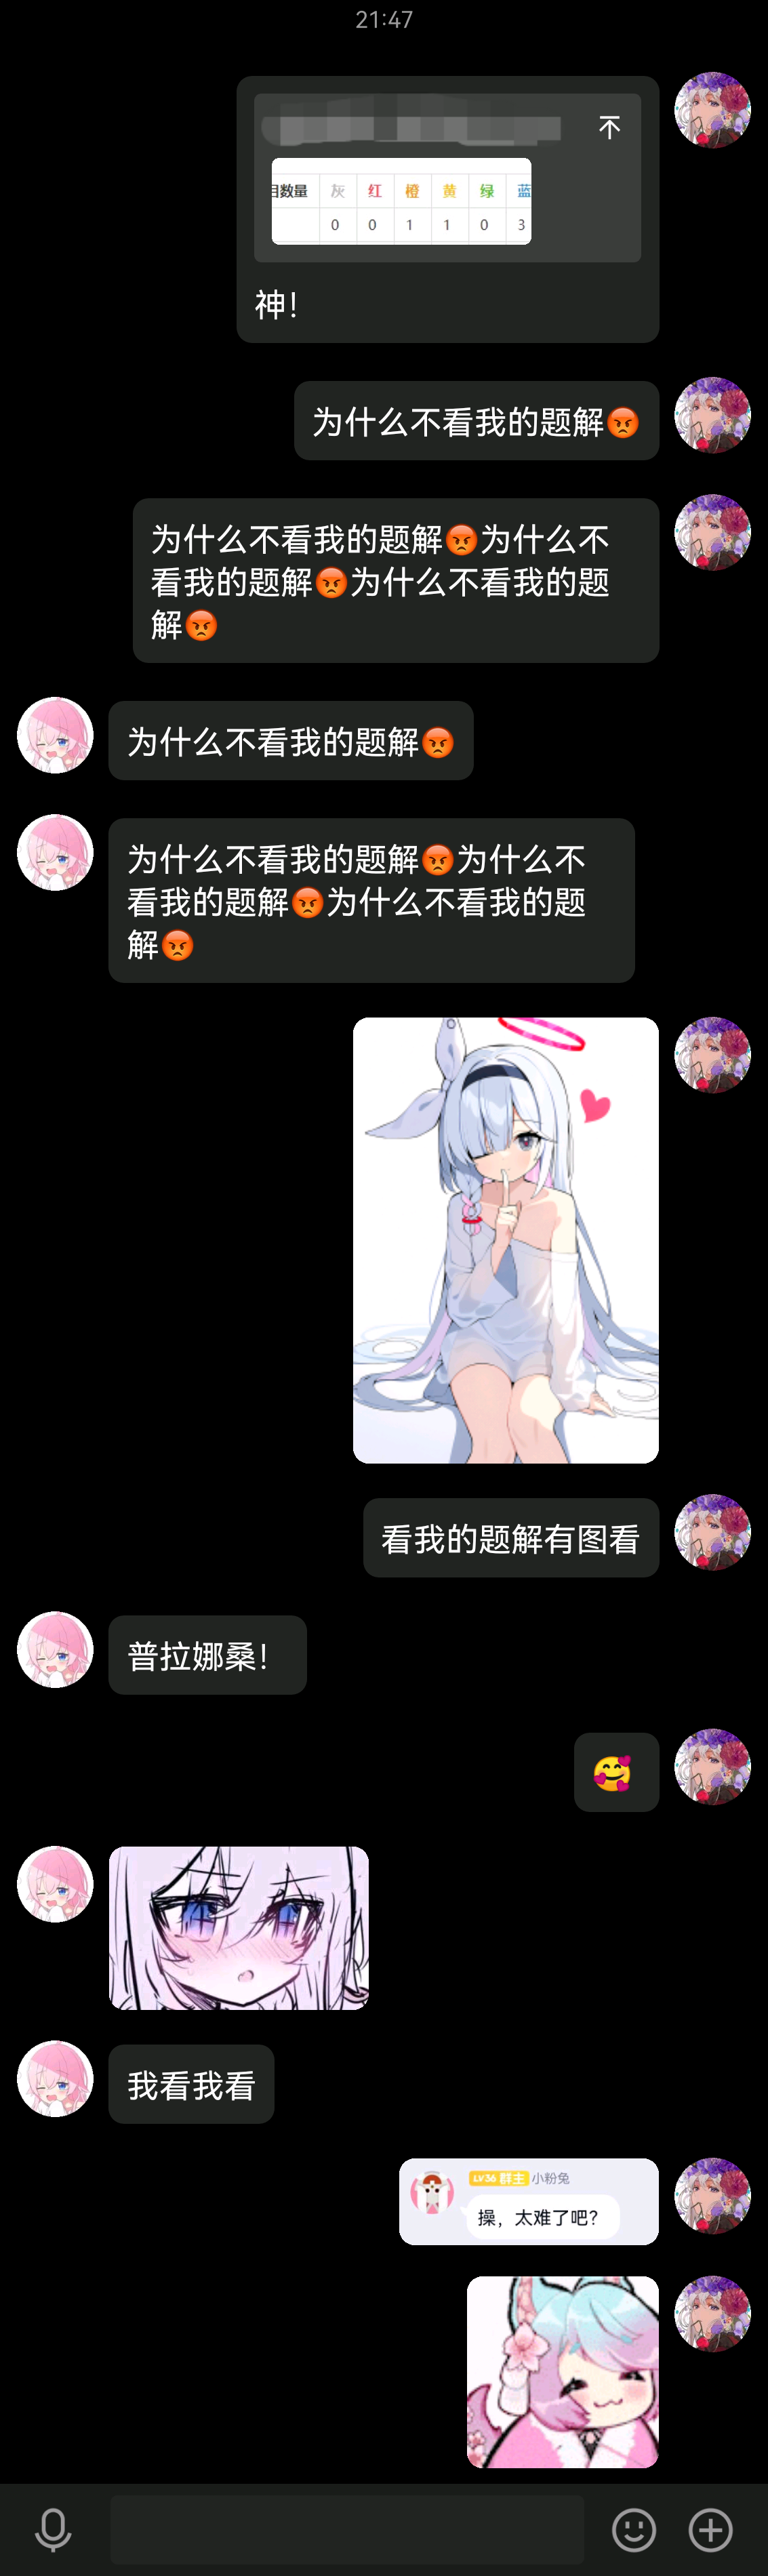 21:47
目数量 灰 红 橙 黄 绿 蓝
0 0 1 1 0 3
神！
为什么不看我的题解😡
为什么不看我的题解😡为什么不
看我的题解😡为什么不看我的题
解😡
为什么不看我的题解😡
为什么不看我的题解😡为什么不
看我的题解😡为什么不看我的题
解😡
看我的题解有图看
普拉娜桑！
🥰
我看我看
LV36 群主 小粉兔
操，太难了吧？